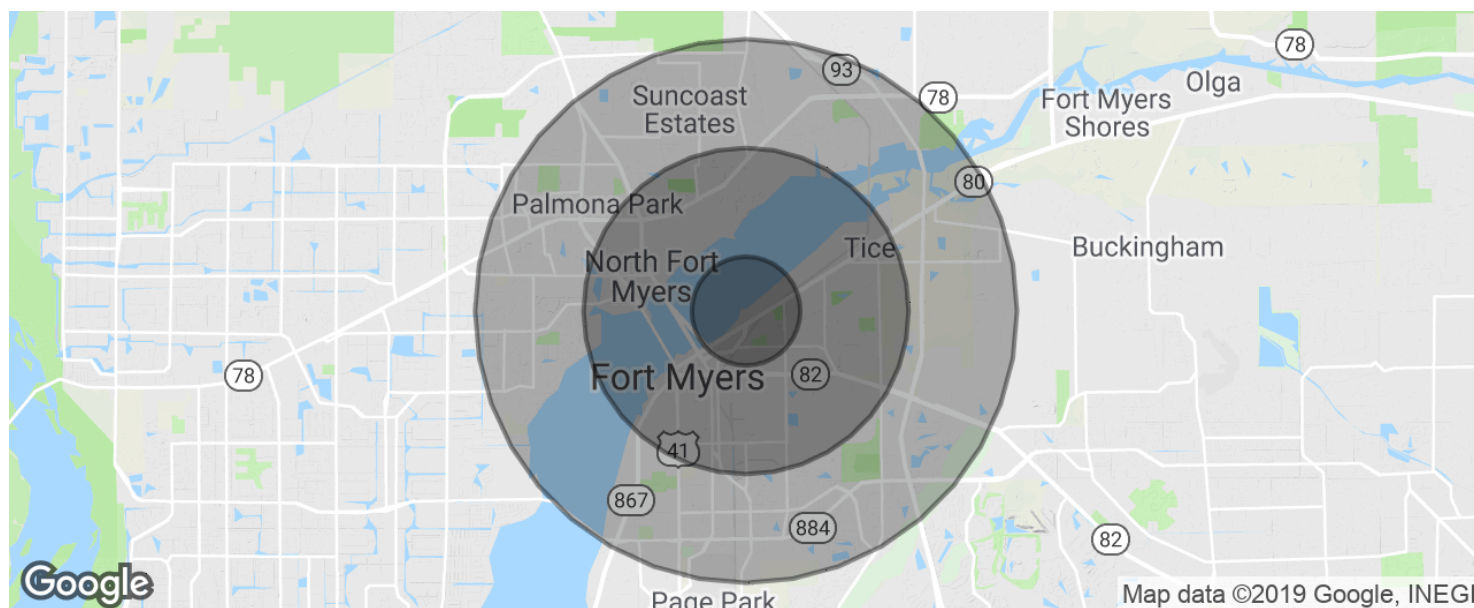 78
93
Olga
Suncoast
Estates
78
Fort Myers
Shores
80
Palmona Park
Tice
Buckingham
North Fort
Myers
78
Fort Myers
82
41
867
884
82
Google
Page Park
Map data ©2019 Google, INEGI